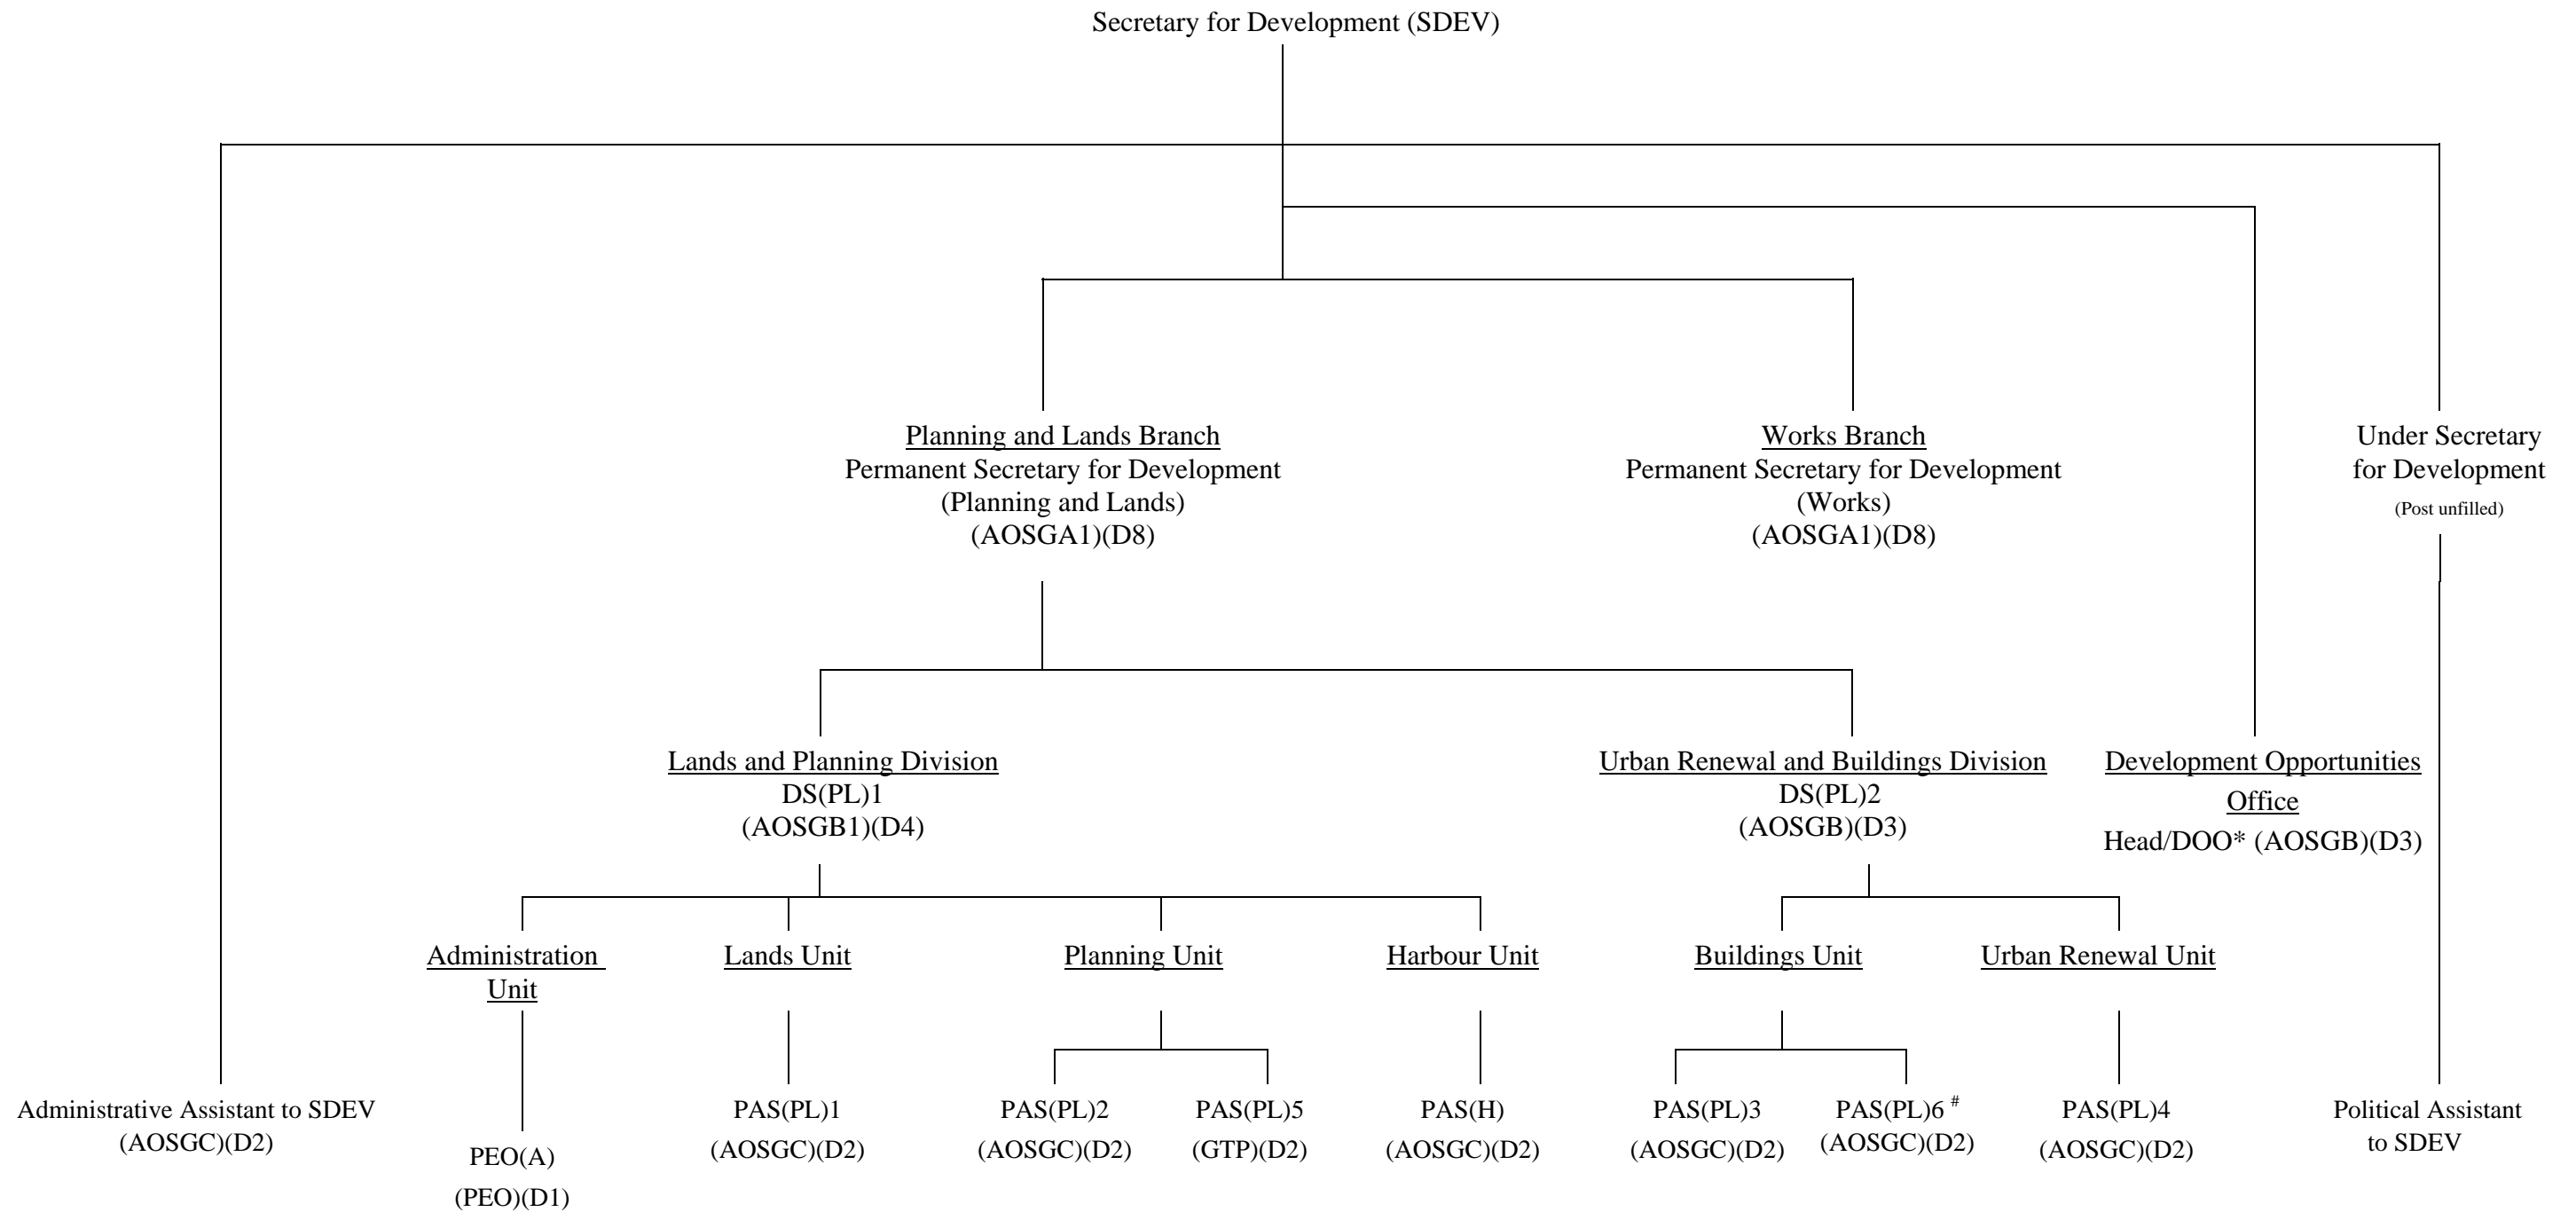 Secretary for Development (SDEV)
Planning and Lands Branch
Permanent Secretary for Development
(Planning and Lands)
(AOSGA1)(D8)
Works Branch
Permanent Secretary for Development
(Works)
(AOSGA1)(D8)
Under Secretary
for Development
(Post unfilled)
Lands and Planning Division
DS(PL)1
(AOSGB1)(D4)
Urban Renewal and Buildings Division
DS(PL)2
(AOSGB)(D3)
Development Opportunities
Office
Head/DOO* (AOSGB)(D3)
Administration
Unit
Lands Unit
Planning Unit
Harbour Unit
Buildings Unit
Urban Renewal Unit
Administrative Assistant to SDEV
(AOSGC)(D2)
PEO(A)
(PEO)(D1)
PAS(PL)1
(AOSGC)(D2)
PAS(PL)2
(AOSGC)(D2)
PAS(PL)5
(GTP)(D2)
PAS(H)
(AOSGC)(D2)
PAS(PL)3
(AOSGC)(D2)
PAS(PL)6 #
(AOSGC)(D2)
PAS(PL)4
(AOSGC)(D2)
Political Assistant
to SDEV